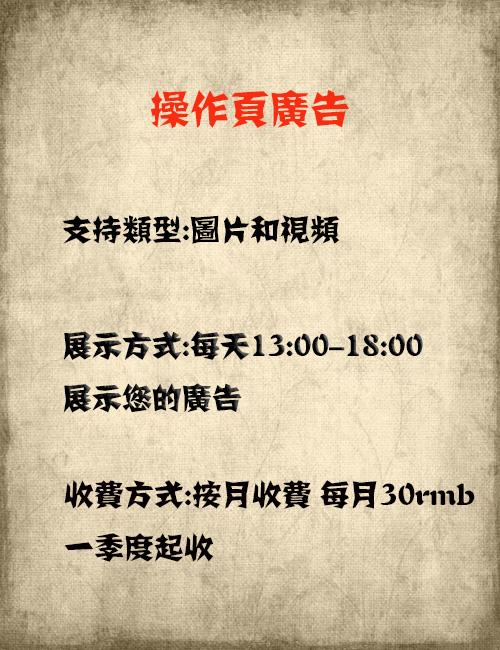 操作頁廣告
支持類型:圖片和視頻
展示方式:每天13:00-18:00
展示您的廣告
收費方式:按月收費 每月30rmb
一季度起收